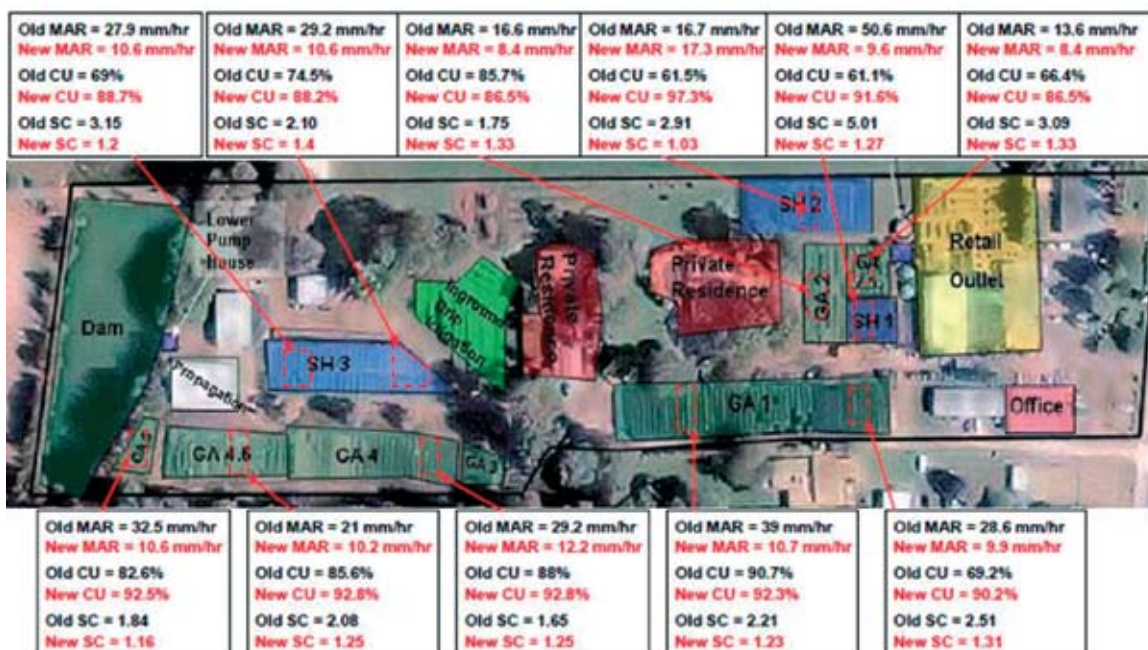 Old MAR = 27.9 mm/hr
New MAR = 10.6 mm/hr
Old CU = 69%
New CU = 88.7%
Old SC = 3.15
New SC = 1.2
Old MAR = 29.2 mm/hr
New MAR = 10.6 mm/hr
Old CU = 74.5%
New CU = 88.2%
Old SC = 2.10
New SC = 1.4
Old MAR = 16.6 mm/hr
New MAR = 8.4 mm/hr
Old CU = 85.7%
New CU = 86.5%
Old SC = 1.75
New SC = 1.33
Old MAR = 16.7 mm/hr
New MAR = 17.3 mm/hr
Old CU = 61.5%
New CU = 97.3%
Old SC = 2.91
New SC = 1.03
Old MAR = 50.6 mm/hr
New MAR = 9.6 mm/hr
Old CU = 61.1%
New CU = 91.6%
Old SC = 5.01
New SC = 1.27
Old MAR = 13.6 mm/hr
New MAR = 8.4 mm/hr
Old CU = 66.4%
New CU = 86.5%
Old SC = 3.09
New SC = 1.33
Lower
Pump
House
Dam
Propagation
SH 3
Inground
Drip
Irrigation
Private
Residence
Private
Residence
SH 2
GA 2
GA
SH 1
Retail
Outlet
GA 4.5
GA 4
GA 3
GA 1
Office
Old MAR = 32.5 mm/hr
New MAR = 10.6 mm/hr
Old CU = 82.6%
New CU = 92.5%
Old SC = 1.84
New SC = 1.16
Old MAR = 21 mm/hr
New MAR = 10.2 mm/hr
Old CU = 85.6%
New CU = 92.8%
Old SC = 2.08
New SC = 1.25
Old MAR = 29.2 mm/hr
New MAR = 12.2 mm/hr
Old CU = 88%
New CU = 92.8%
Old SC = 1.65
New SC = 1.25
Old MAR = 39 mm/hr
New MAR = 10.7 mm/hr
Old CU = 90.7%
New CU = 92.3%
Old SC = 2.21
New SC = 1.23
Old MAR = 28.6 mm/hr
New MAR = 9.9 mm/hr
Old CU = 69.2%
New CU = 90.2%
Old SC = 2.51
New SC = 1.31